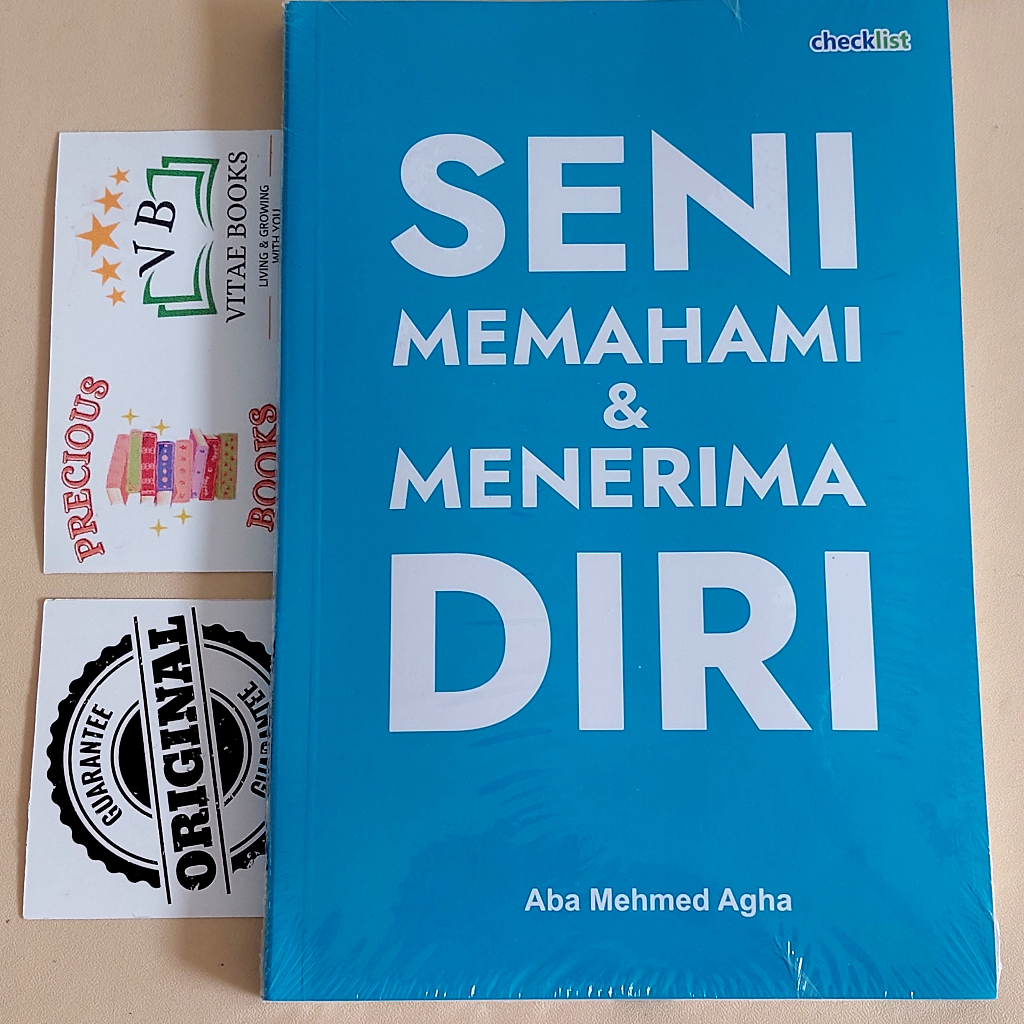 checklist
SENI
MEMAHAMI
&
MENERIMA
DIRI
Aba Mehmed Agha
VB
VITAE BOOKS
LIVING & GROWING
WITH YOU
PRECIOUS
BOOKS
GUARANTEE
ORIGINAL
GUARANTEE